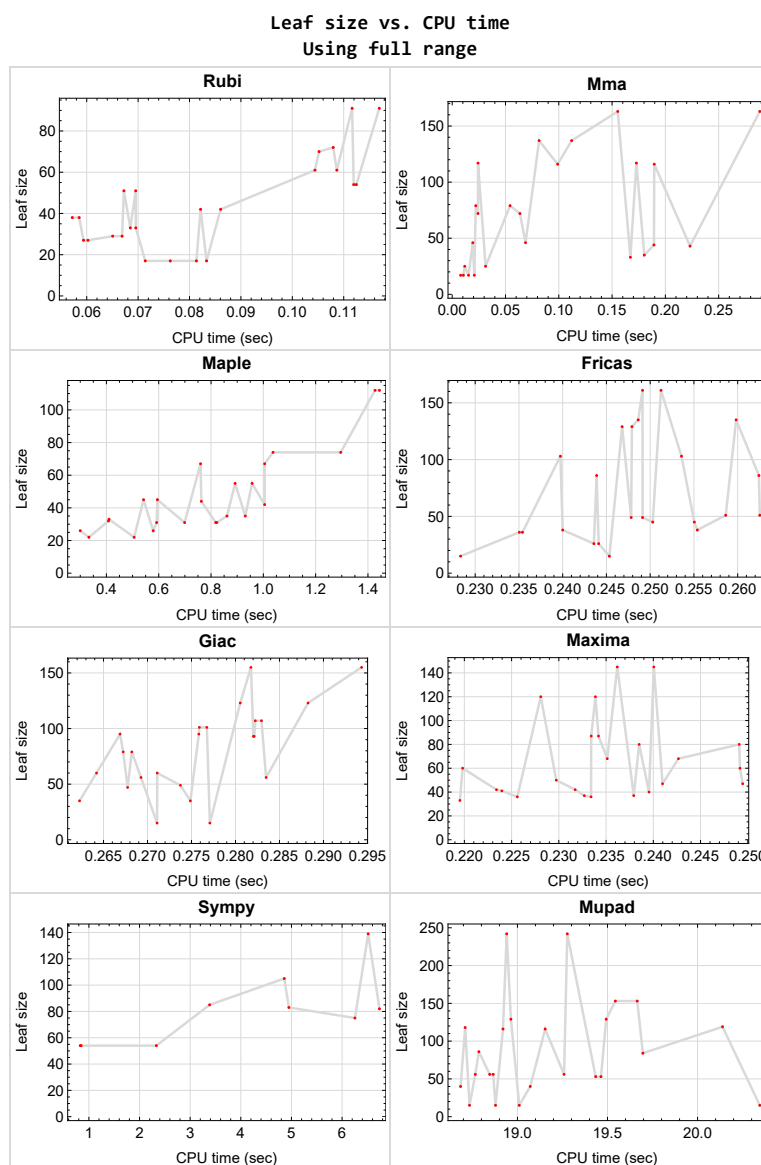 Leaf size vs. CPU time
Using full range
Rubi
Leaf size
80
60
40
20
0
0.06 0.07 0.08 0.09 0.10 0.11
CPU time (sec)
Mma
Leaf size
150
100
50
0
0.00 0.05 0.10 0.15 0.20 0.25
CPU time (sec)
Maple
Leaf size
100
80
60
40
20
0
0.4 0.6 0.8 1.0 1.2 1.4
CPU time (sec)
Fricas
Leaf size
150
100
50
0
0.230 0.235 0.240 0.245 0.250 0.255 0.260
CPU time (sec)
Giac
Leaf size
150
100
50
0
0.265 0.270 0.275 0.280 0.285 0.290 0.295
CPU time (sec)
Maxima
Leaf size
140
120
100
80
60
40
20
0
0.220 0.225 0.230 0.235 0.240 0.245 0.250
CPU time (sec)
Sympy
Leaf size
140
120
100
80
60
40
20
0
1 2 3 4 5 6
CPU time (sec)
Mupad
Leaf size
250
200
150
100
50
0
19.0 19.5 20.0
CPU time (sec)